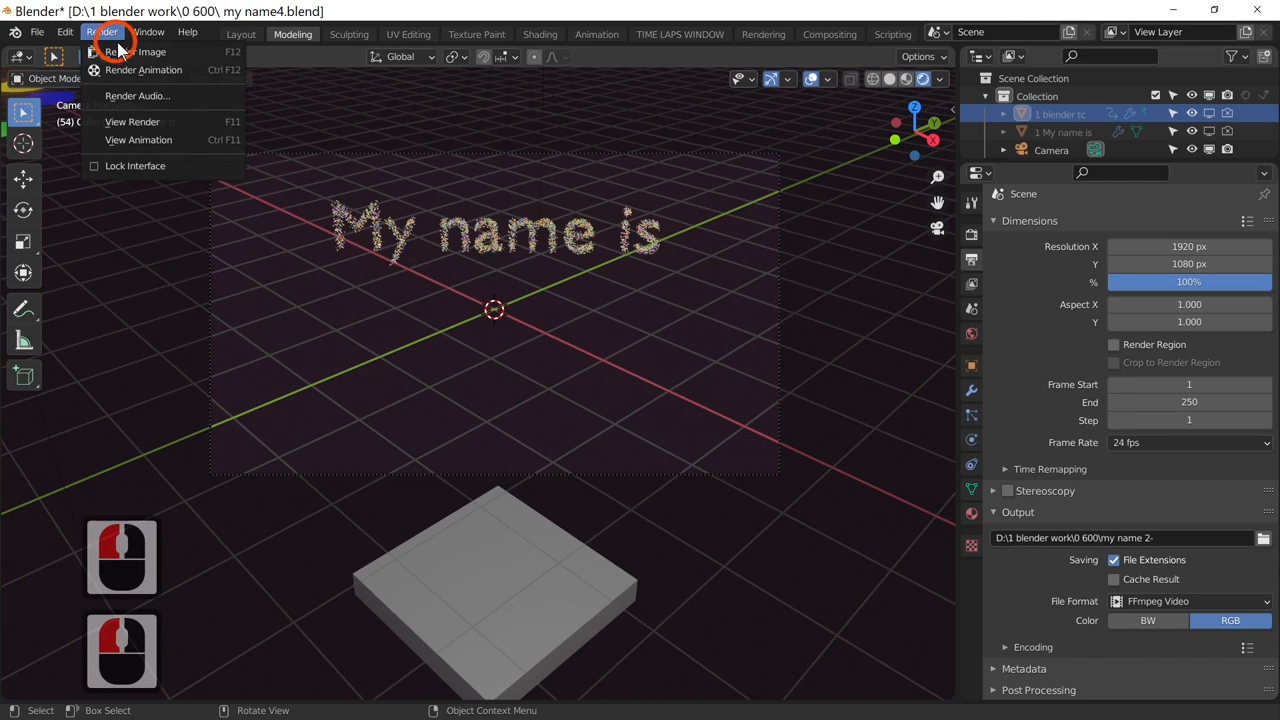 Blender* [D:\1 blender work\0 600\ my name4.blend]
File Edit Render Window Help Layout Modeling Sculpting UV Editing Texture Paint Shading Animation TIME LAPS WINDOW Rendering Compositing Scripting Scene View Layer
Render Image F12
Render Animation Ctrl F12
Render Audio...
View Render F11
View Animation Ctrl F11
Lock Interface
Global Options
Object Mode
(54)
My name is
X
Y
Z
Scene Collection
Collection
1 blender tc
1 My name is
Camera
Scene
Dimensions
Resolution X 1920 px
Y 1080 px
% 100%
Aspect X 1.000
Y 1.000
Render Region
Crop to Render Region
Frame Start 1
End 250
Step 1
Frame Rate 24 fps
Time Remapping
Stereoscopy
Output
D:\1 blender work\0 600\my name 2-
Saving File Extensions
Cache Result
File Format FFmpeg Video
Color BW RGB
Encoding
Metadata
Post Processing
Select Box Select Rotate View Object Context Menu